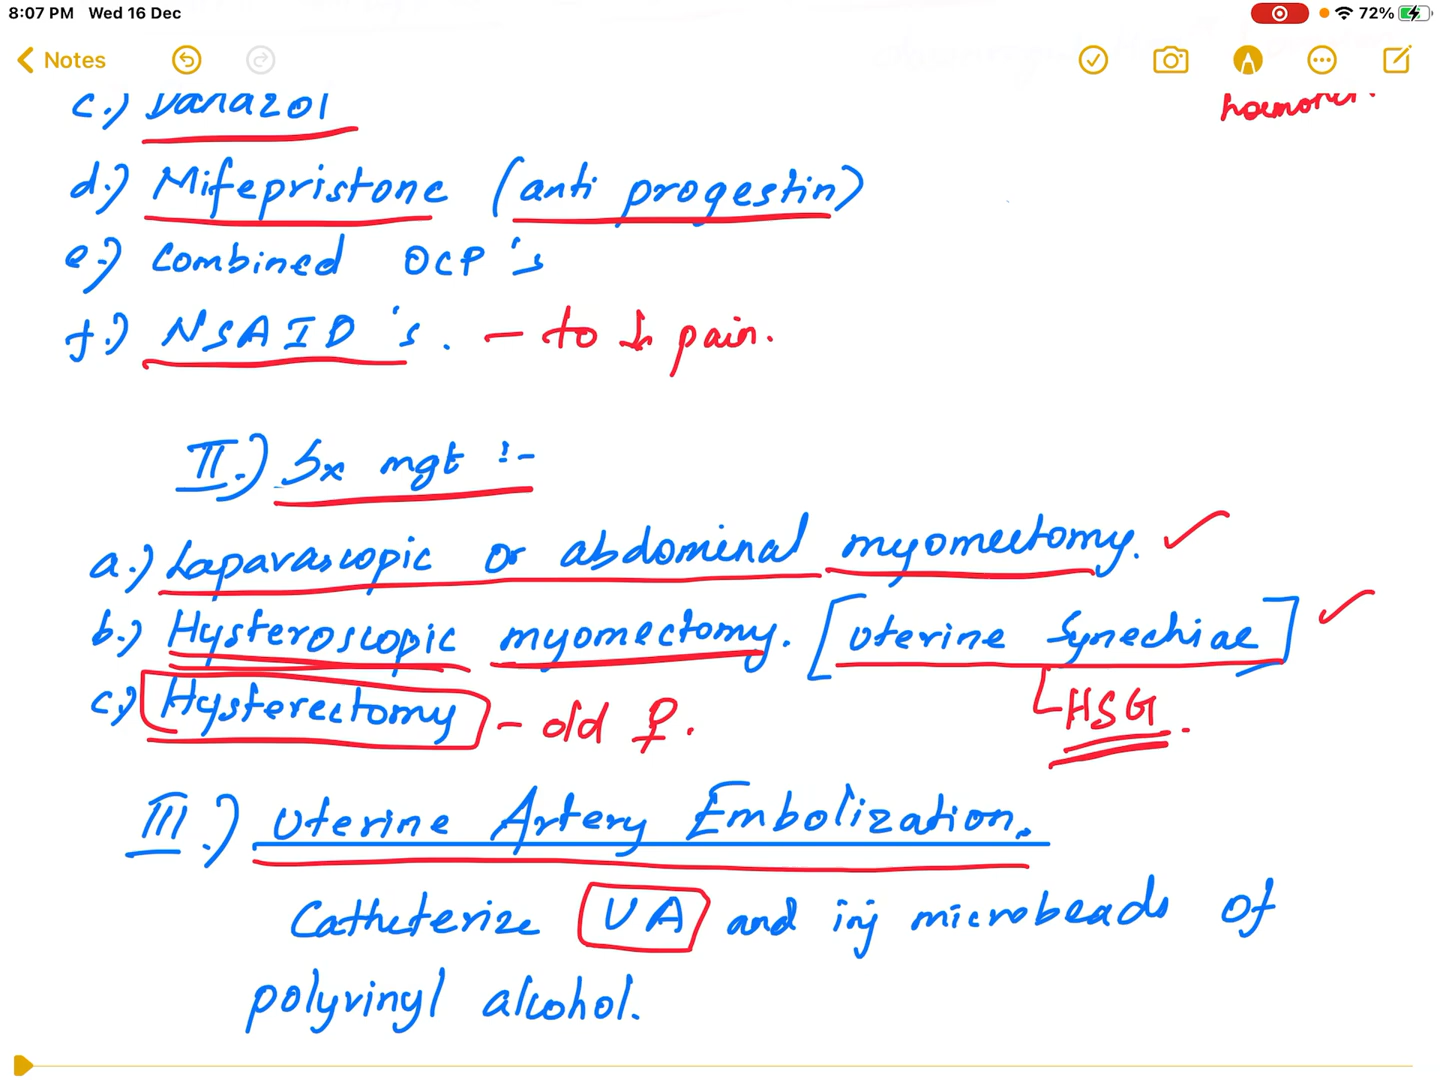 8:07 PM Wed 16 Dec
72%
Notes
c.) Danazol
d.) Mifepristone (anti progestin)
e.) Combined OCP's
f.) NSAID's. - to ↓ pain.
II.) Sx mgt :-
a.) Laparascopic or abdominal myomectomy. ✓
b.) Hysteroscopic myomectomy. [Uterine Synechiae] ✓
HSG.
c.) Hysterectomy - old ♀.
III.) Uterine Artery Embolization.
Catheterize UA and inj microbeads of
polyvinyl alcohol.